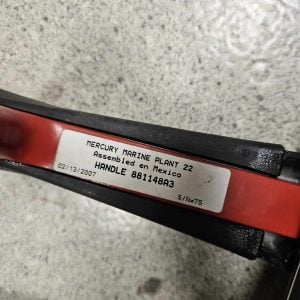 MERCURY MARINE PLANT 22
Assembled en Mexico
HANDLE 881148A3
02/13/2007
S/N#75